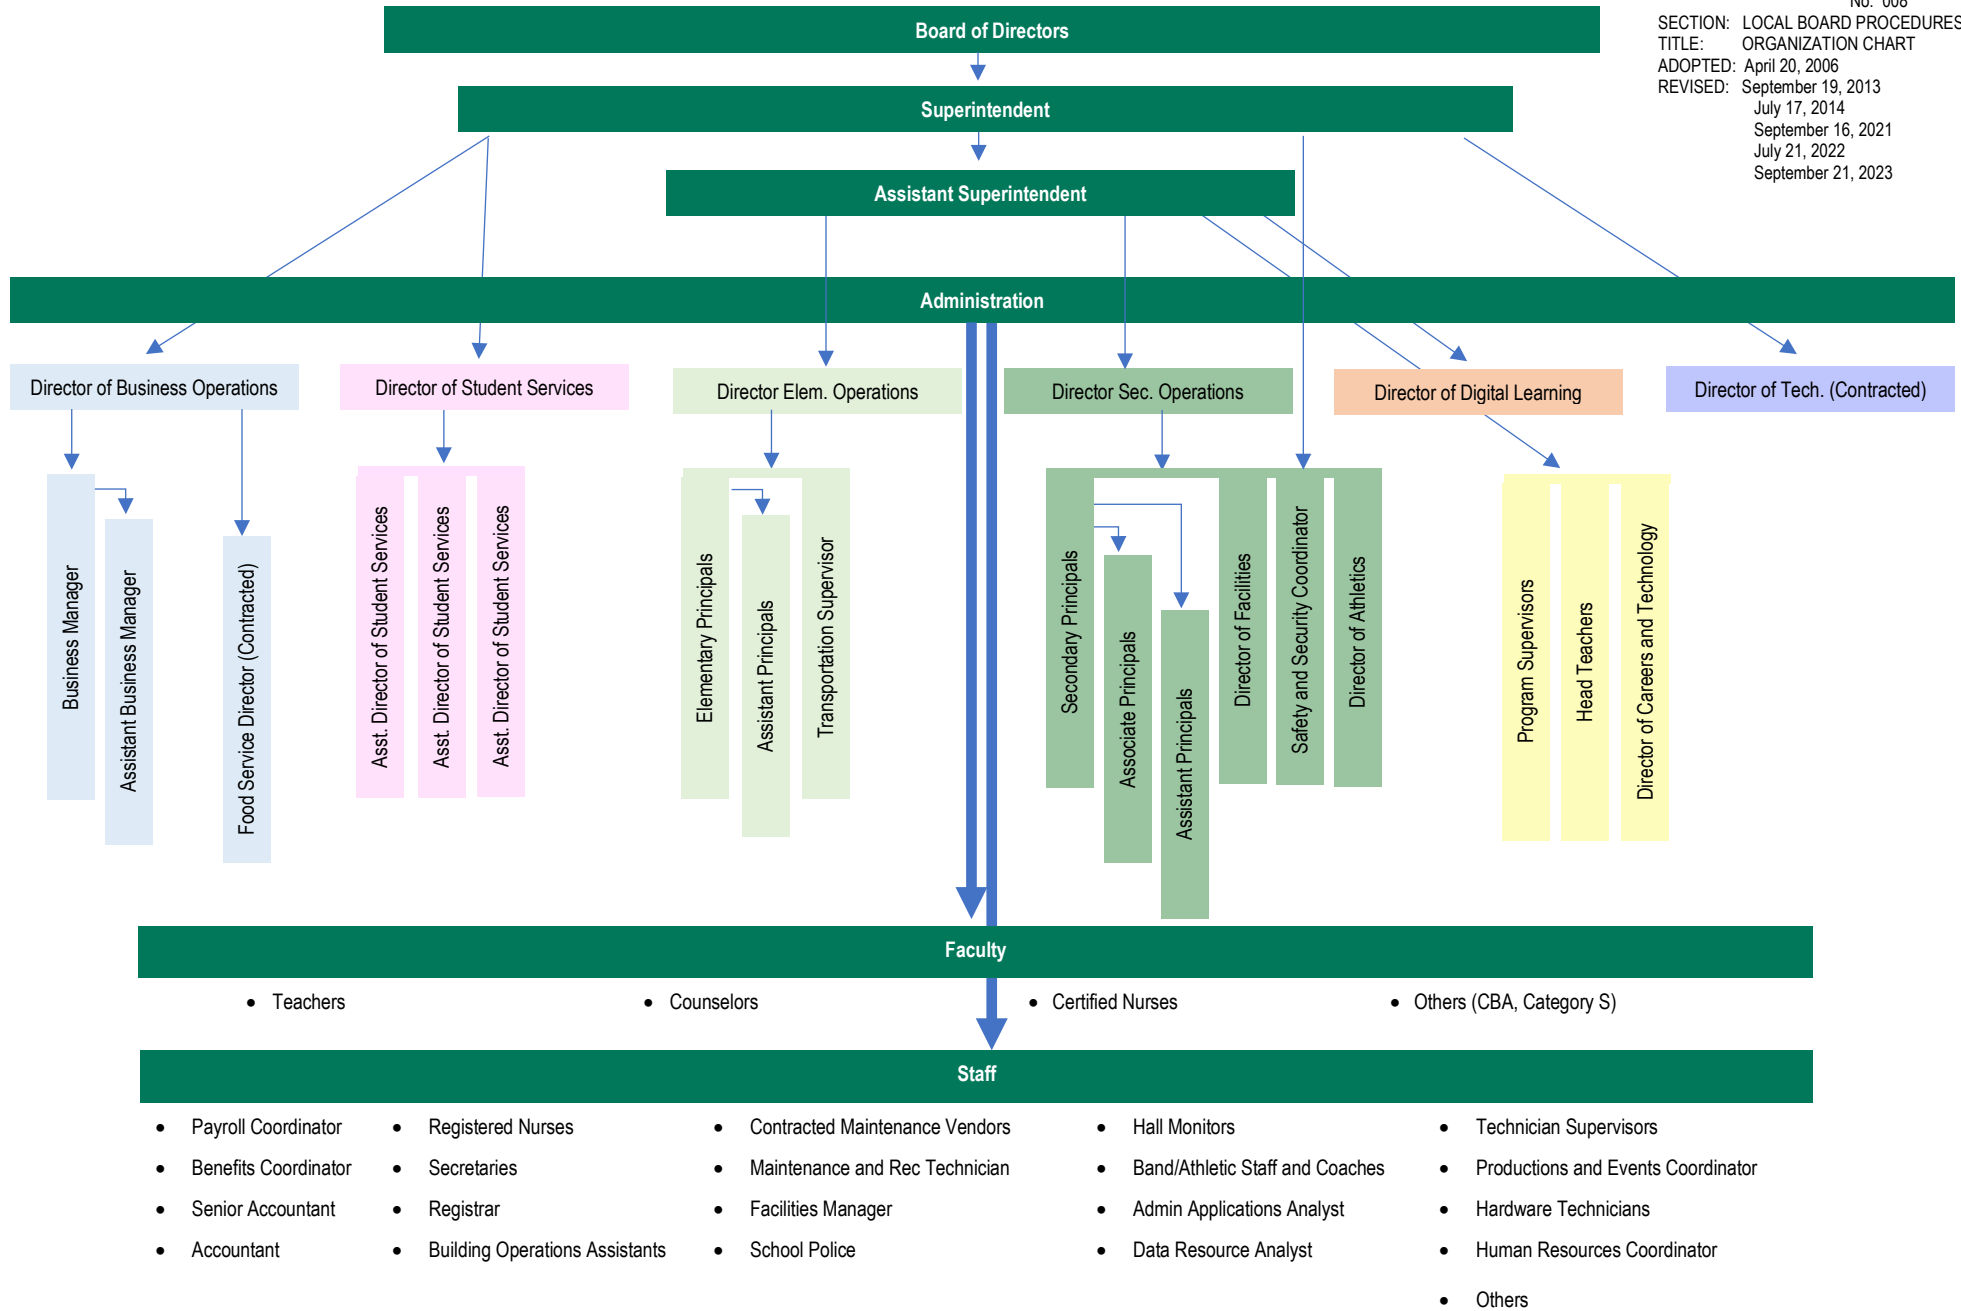 No. 008
SECTION: LOCAL BOARD PROCEDURES
TITLE: ORGANIZATION CHART
ADOPTED: April 20, 2006
REVISED: September 19, 2013
July 17, 2014
September 16, 2021
July 21, 2022
September 21, 2023
Board of Directors
Superintendent
Assistant Superintendent
Administration
Director of Business Operations
Director of Student Services
Director Elem. Operations
Director Sec. Operations
Director of Digital Learning
Director of Tech. (Contracted)
Business Manager
Assistant Business Manager
Food Service Director (Contracted)
Asst. Director of Student Services
Asst. Director of Student Services
Asst. Director of Student Services
Elementary Principals
Assistant Principals
Transportation Supervisor
Secondary Principals
Associate Principals
Assistant Principals
Director of Facilities
Safety and Security Coordinator
Director of Athletics
Program Supervisors
Head Teachers
Director of Careers and Technology
Faculty
• Teachers
• Counselors
• Certified Nurses
• Others (CBA, Category S)
Staff
• Payroll Coordinator
• Benefits Coordinator
• Senior Accountant
• Accountant
• Registered Nurses
• Secretaries
• Registrar
• Building Operations Assistants
• Contracted Maintenance Vendors
• Maintenance and Rec Technician
• Facilities Manager
• School Police
• Hall Monitors
• Band/Athletic Staff and Coaches
• Admin Applications Analyst
• Data Resource Analyst
• Technician Supervisors
• Productions and Events Coordinator
• Hardware Technicians
• Human Resources Coordinator
• Others